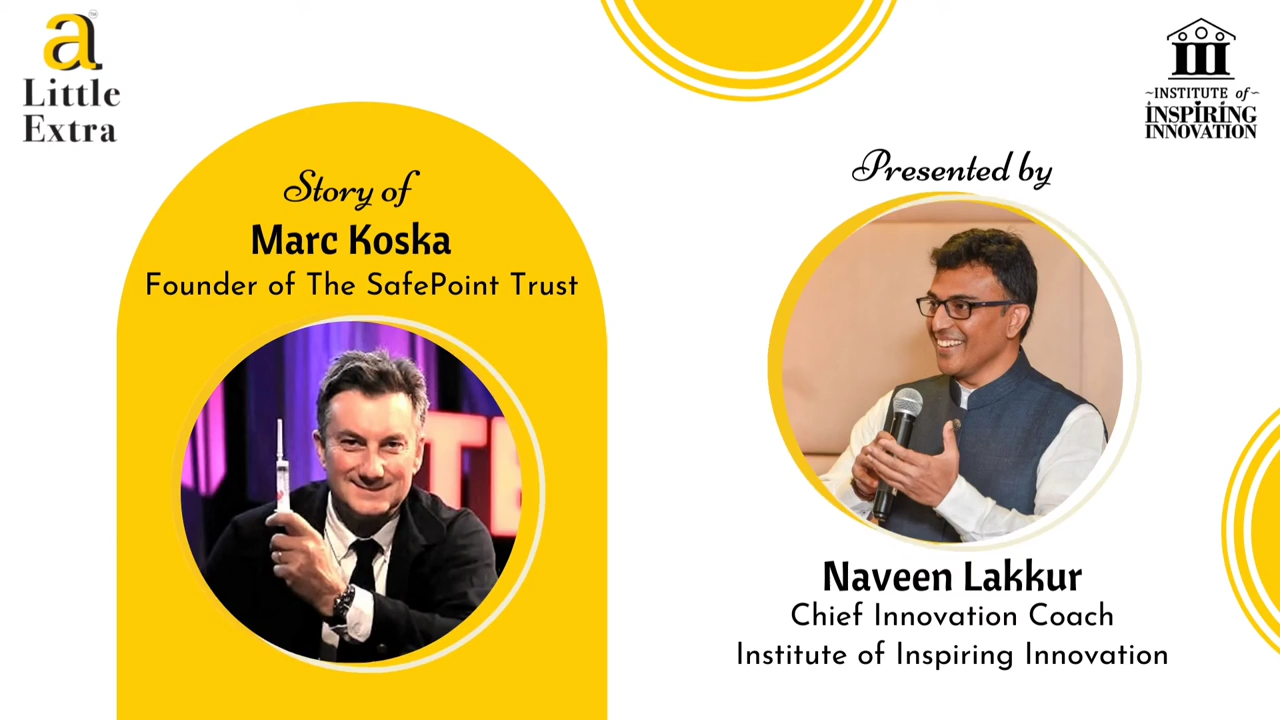 a
Little
Extra
Story of
Marc Koska
Founder of The SafePoint Trust
TE
~INSTITUTE of~
INSPIRING
INNOVATION
Presented by
Naveen Lakkur
Chief Innovation Coach
Institute of Inspiring Innovation